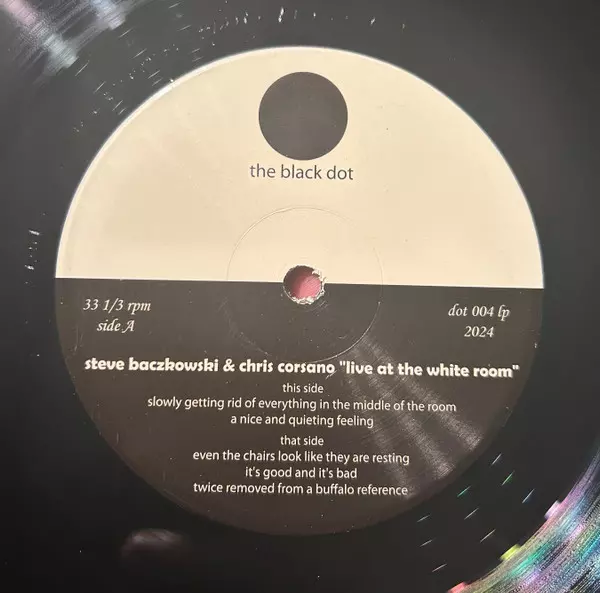 the black dot
33 1/3 rpm
side A
dot 004 lp
2024
steve baczkowski & chris corsano "live at the white room"
this side
slowly getting rid of everything in the middle of the room
a nice and quieting feeling
that side
even the chairs look like they are resting
it's good and it's bad
twice removed from a buffalo reference